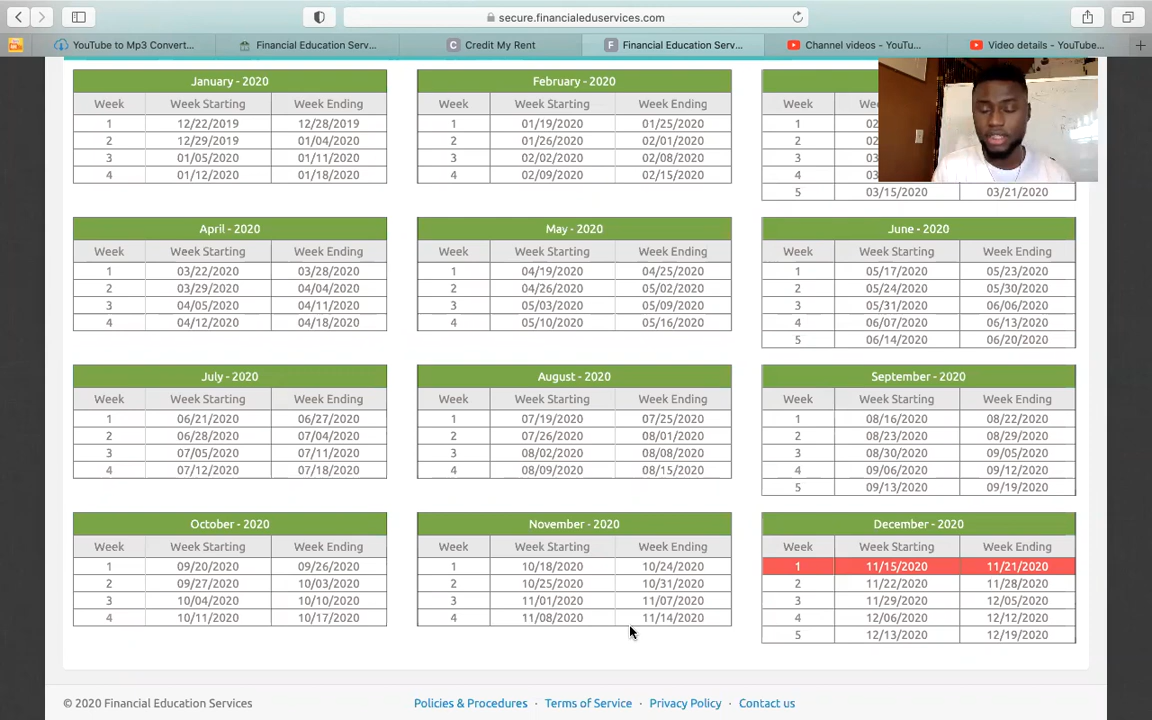 secure.financialeduservices.com
YouTube to Mp3 Convert...
Financial Education Serv...
C Credit My Rent
F Financial Education Serv...
Channel videos - YouTu...
Video details - YouTube...
January - 2020
Week Week Starting Week Ending
1 12/22/2019 12/28/2019
2 12/29/2019 01/04/2020
3 01/05/2020 01/11/2020
4 01/12/2020 01/18/2020
February - 2020
Week Week Starting Week Ending
1 01/19/2020 01/25/2020
2 01/26/2020 02/01/2020
3 02/02/2020 02/08/2020
4 02/09/2020 02/15/2020
Week
1
2
3
4
5 03/15/2020 03/21/2020
April - 2020
Week Week Starting Week Ending
1 03/22/2020 03/28/2020
2 03/29/2020 04/04/2020
3 04/05/2020 04/11/2020
4 04/12/2020 04/18/2020
May - 2020
Week Week Starting Week Ending
1 04/19/2020 04/25/2020
2 04/26/2020 05/02/2020
3 05/03/2020 05/09/2020
4 05/10/2020 05/16/2020
June - 2020
Week Week Starting Week Ending
1 05/17/2020 05/23/2020
2 05/24/2020 05/30/2020
3 05/31/2020 06/06/2020
4 06/07/2020 06/13/2020
5 06/14/2020 06/20/2020
July - 2020
Week Week Starting Week Ending
1 06/21/2020 06/27/2020
2 06/28/2020 07/04/2020
3 07/05/2020 07/11/2020
4 07/12/2020 07/18/2020
August - 2020
Week Week Starting Week Ending
1 07/19/2020 07/25/2020
2 07/26/2020 08/01/2020
3 08/02/2020 08/08/2020
4 08/09/2020 08/15/2020
September - 2020
Week Week Starting Week Ending
1 08/16/2020 08/22/2020
2 08/23/2020 08/29/2020
3 08/30/2020 09/05/2020
4 09/06/2020 09/12/2020
5 09/13/2020 09/19/2020
October - 2020
Week Week Starting Week Ending
1 09/20/2020 09/26/2020
2 09/27/2020 10/03/2020
3 10/04/2020 10/10/2020
4 10/11/2020 10/17/2020
November - 2020
Week Week Starting Week Ending
1 10/18/2020 10/24/2020
2 10/25/2020 10/31/2020
3 11/01/2020 11/07/2020
4 11/08/2020 11/14/2020
December - 2020
Week Week Starting Week Ending
1 11/15/2020 11/21/2020
2 11/22/2020 11/28/2020
3 11/29/2020 12/05/2020
4 12/06/2020 12/12/2020
5 12/13/2020 12/19/2020
© 2020 Financial Education Services
Policies & Procedures · Terms of Service · Privacy Policy · Contact us